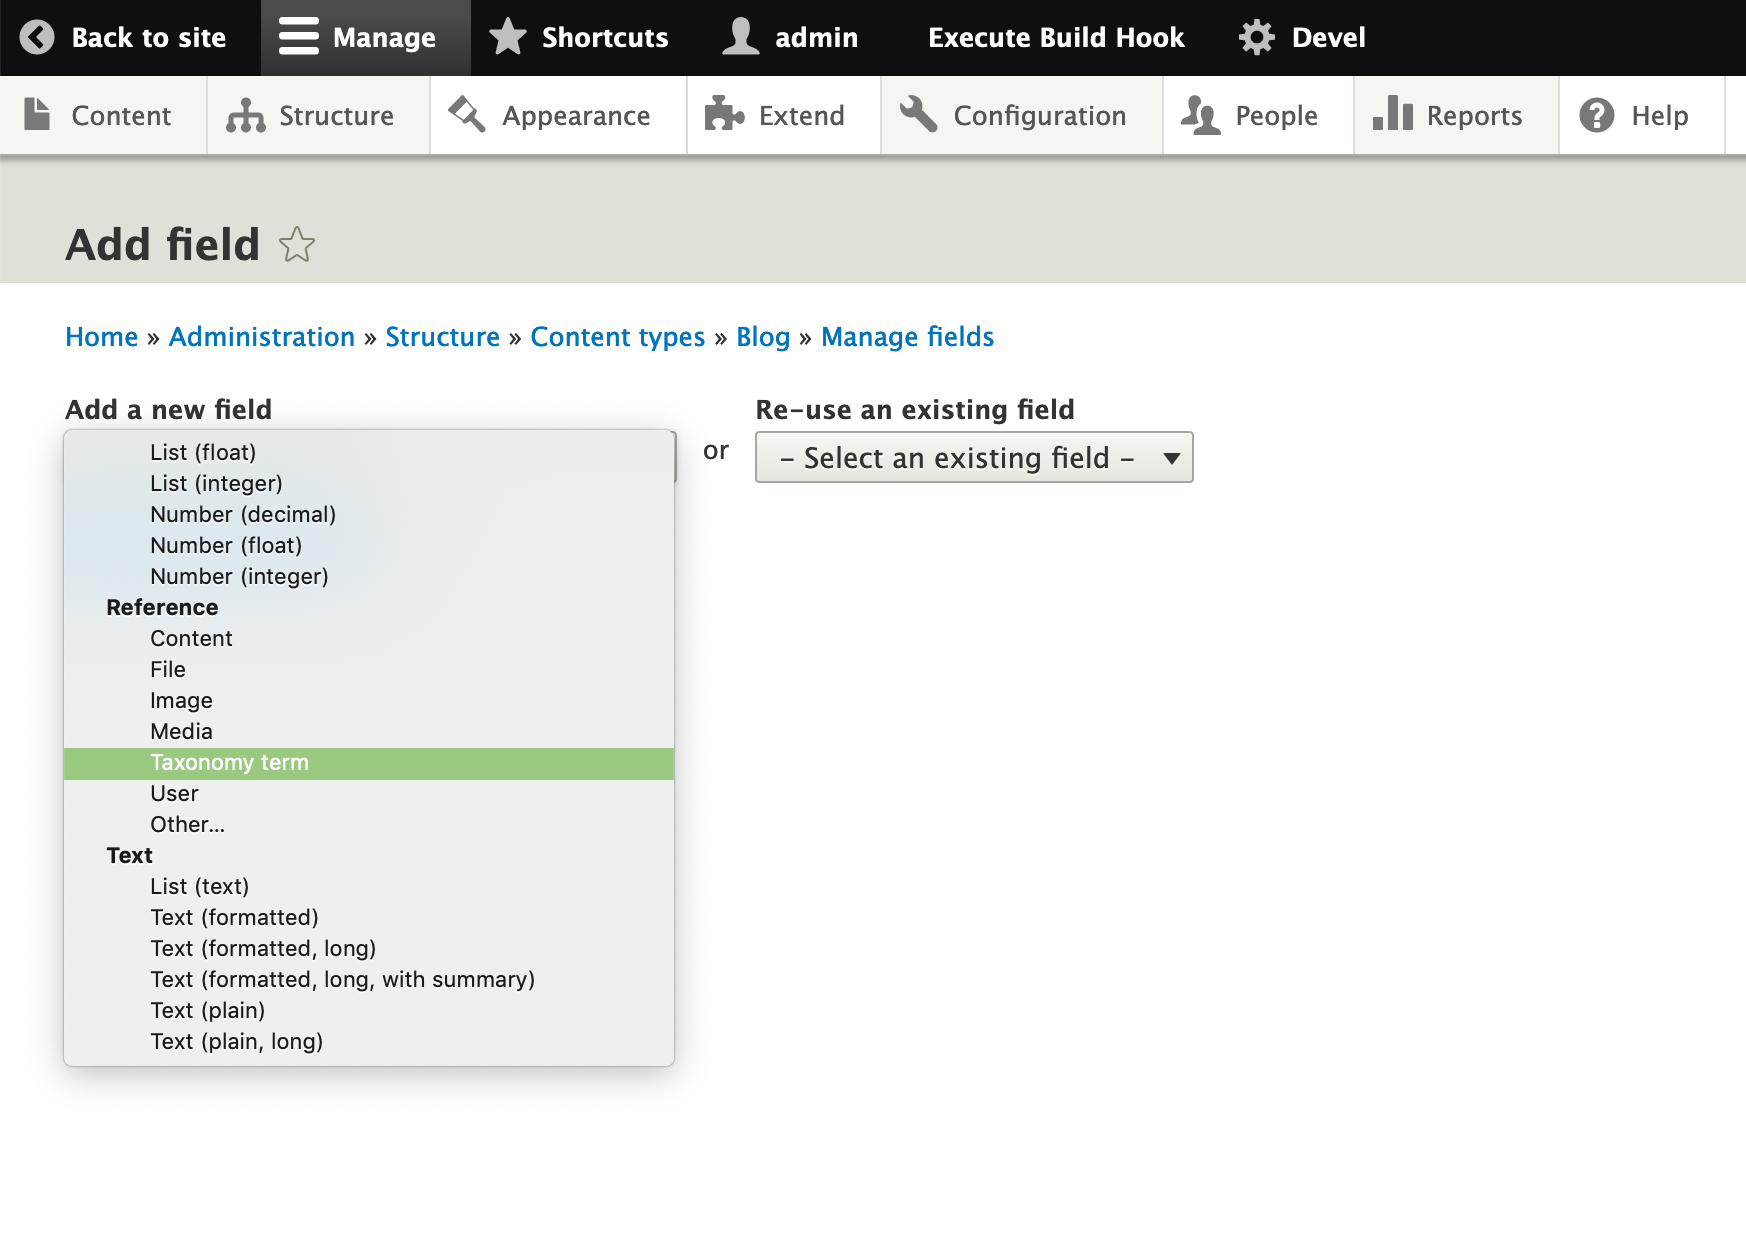 Back to site Manage Shortcuts admin Execute Build Hook Devel
Content Structure Appearance Extend Configuration People Reports Help
Add field
Home » Administration » Structure » Content types » Blog » Manage fields
Add a new field
List (float)
List (integer)
Number (decimal)
Number (float)
Number (integer)
Reference
Content
File
Image
Media
Taxonomy term
User
Other...
Text
List (text)
Text (formatted)
Text (formatted, long)
Text (formatted, long, with summary)
Text (plain)
Text (plain, long)
or
Re-use an existing field
- Select an existing field -